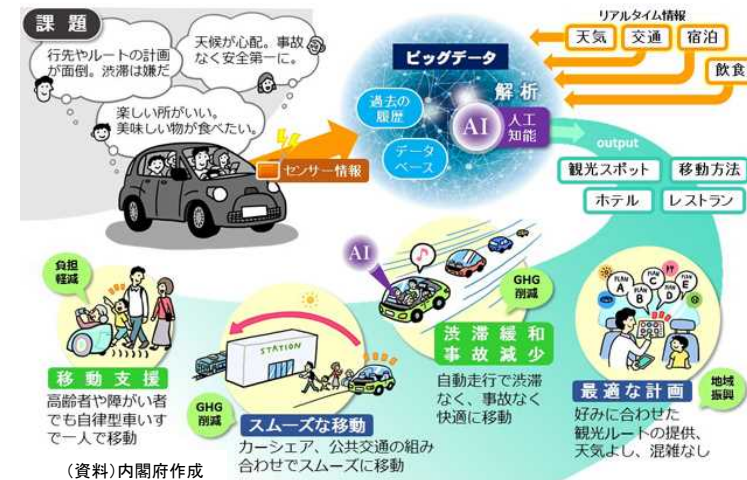 課題
行先やルートの計画
が面倒。渋滞は嫌だ
天候が心配。事故
なく安全第一に。
楽しい所がいい。
美味しい物が食べたい。
センサー情報
ビッグデータ
過去の
履歴
データ
ベース
解析
AI 人工
知能
リアルタイム情報
天気 交通 宿泊
飲食
output
観光スポット 移動方法
ホテル レストラン
負担
軽減
移動支援
高齢者や障がい者
でも自律型車いす
で一人で移動
STATION
GHG
削減
スムーズな移動
カーシェア、公共交通の組み
合わせでスムーズに移動
AI
GHG
削減
渋滞緩和
事故減少
自動走行で渋滞
なく、事故なく
快適に移動
PLAN
A
PLAN
B
PLAN
C
PLAN
D
PLAN
E
最適な計画
地域
振興
好みに合わせた
観光ルートの提供、
天気よし、混雑なし
(資料)内閣府作成